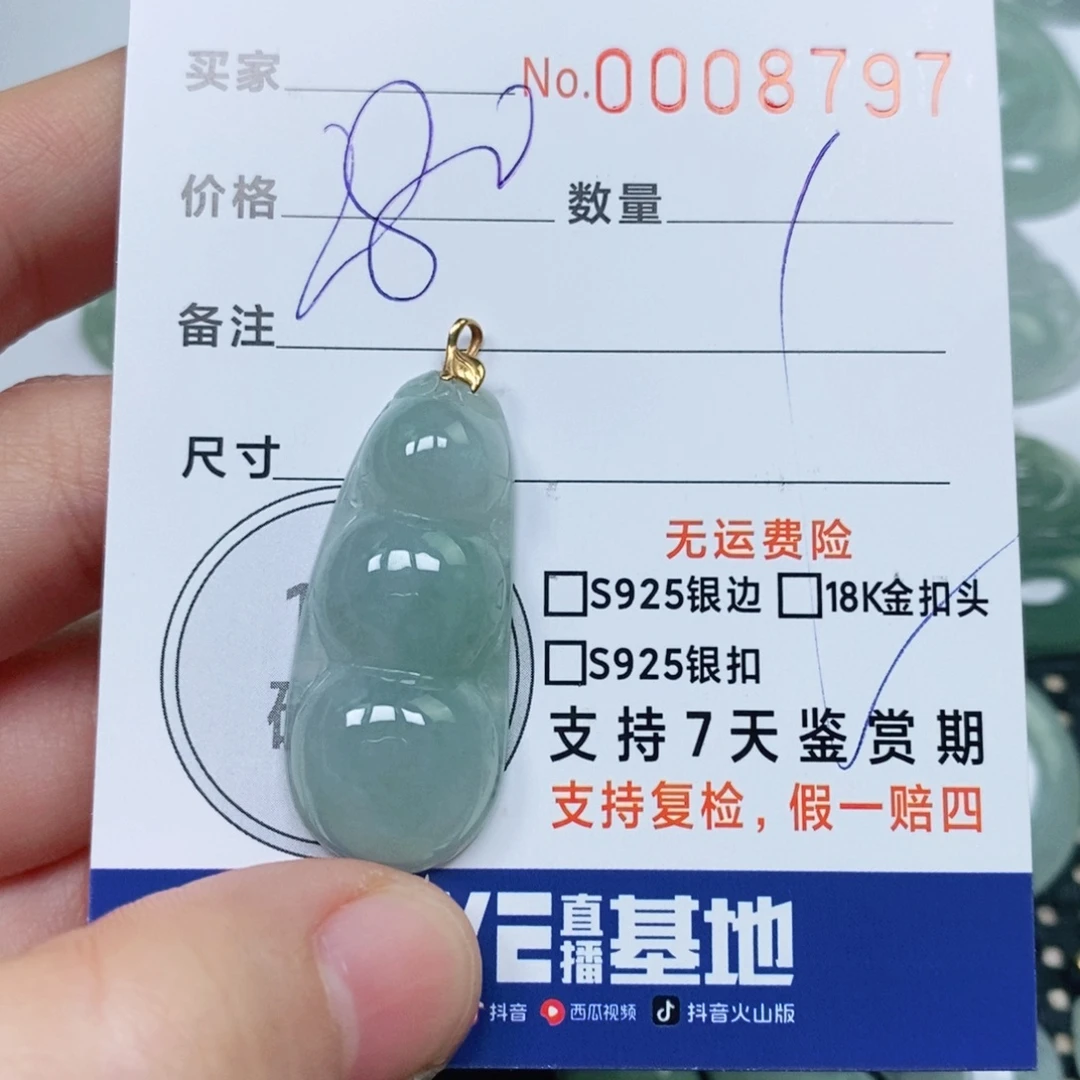 买家 No.0008797
价格 数量
备注
尺寸
无运费险
□S925银边 □18K金扣头
□S925银扣
支持7天鉴赏期
支持复检，假一赔四
直播基地
抖音 西瓜视频 抖音火山版